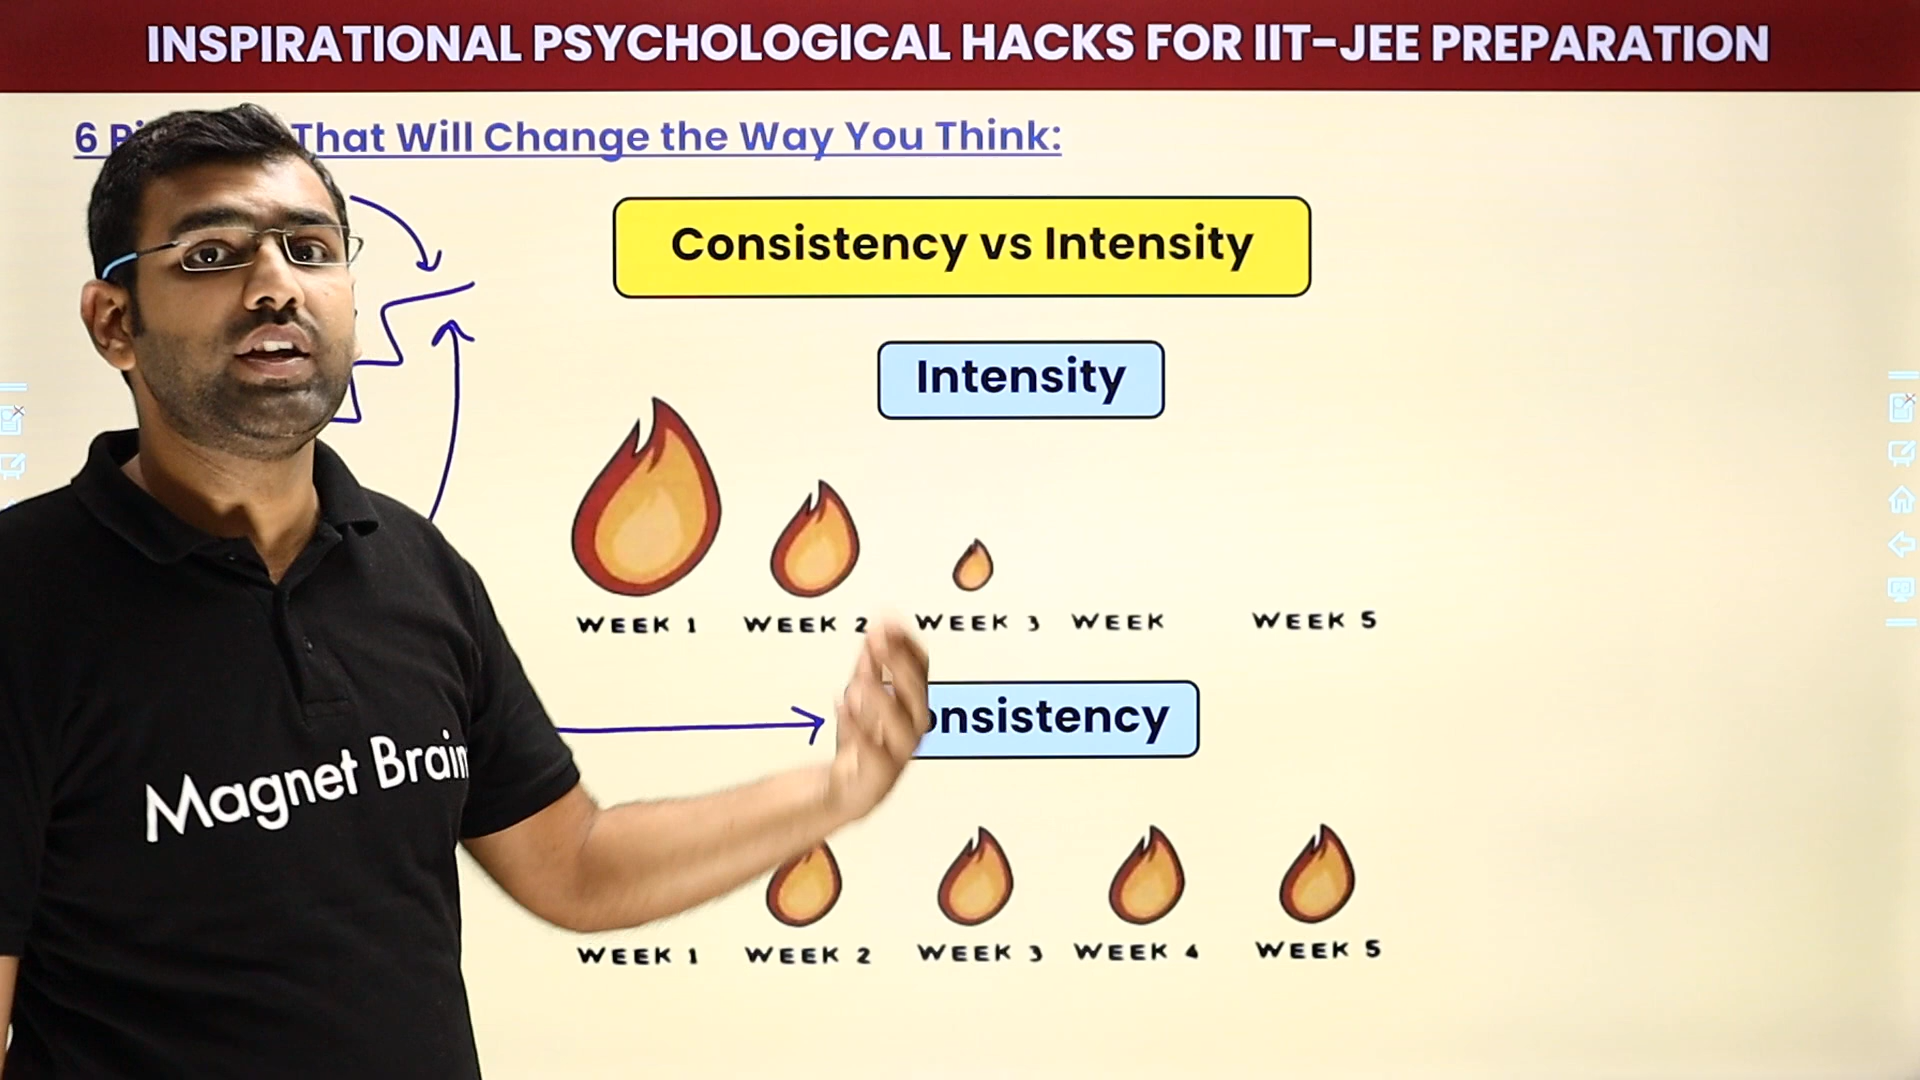 INSPIRATIONAL PSYCHOLOGICAL HACKS FOR IIT-JEE PREPARATION
6 That Will Change the Way You Think:
Consistency vs Intensity
Intensity
WEEK 1 WEEK 2 WEEK 3 WEEK WEEK 5
onsistency
Magnet Brain
WEEK 1 WEEK 2 WEEK 3 WEEK 4 WEEK 5